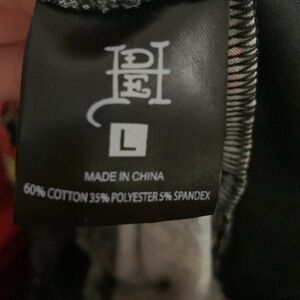 L
MADE IN CHINA
60% COTTON 35% POLYESTER 5% SPANDEX